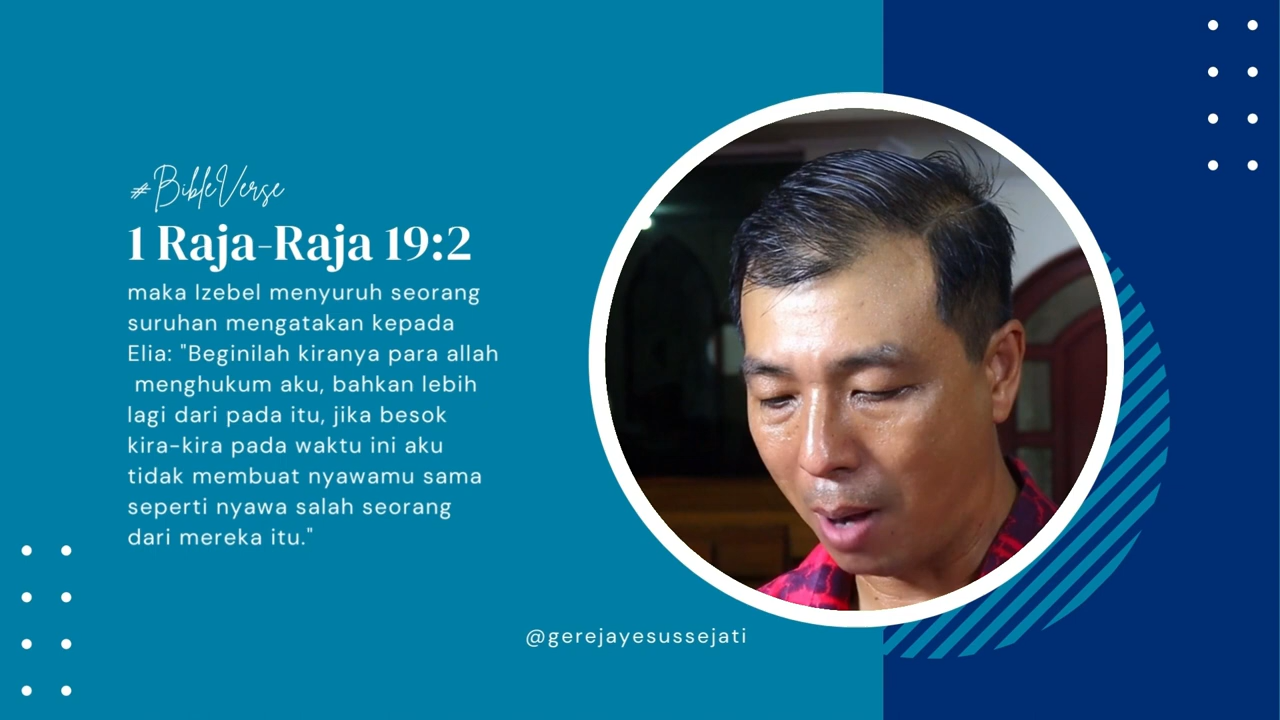 #BibleVerse
1 Raja-Raja 19:2
maka Izebel menyuruh seorang
suruhan mengatakan kepada
Elia: "Beginilah kiranya para allah
menghukum aku, bahkan lebih
lagi dari pada itu, jika besok
kira-kira pada waktu ini aku
tidak membuat nyawamu sama
seperti nyawa salah seorang
dari mereka itu."
@gerejayesussejati